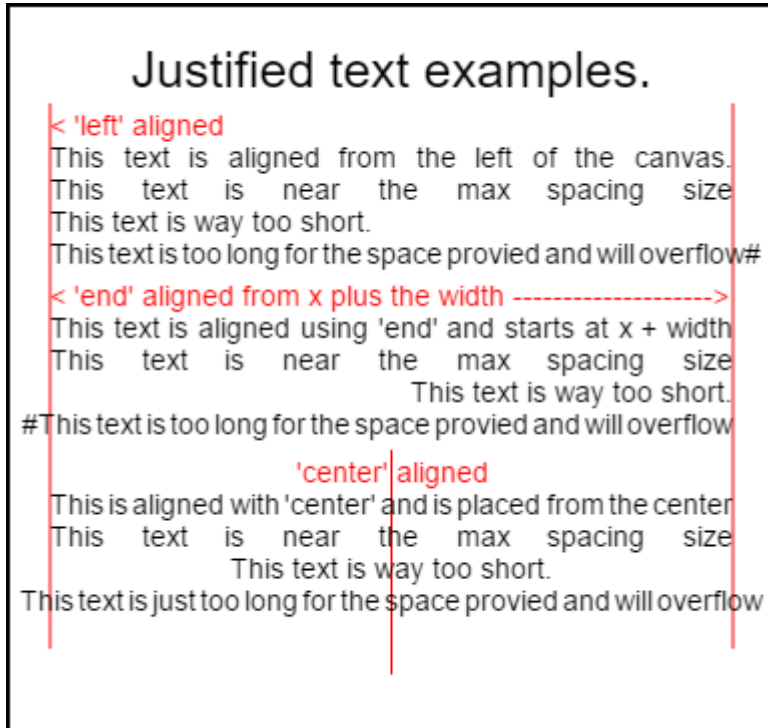 Justified text examples.
< 'left' aligned
This text is aligned from the left of the canvas.
This text is near the max spacing size
This text is way too short.
This text is too long for the space provied and will overflow#
< 'end' aligned from x plus the width -------------------->
This text is aligned using 'end' and starts at x + width
This text is near the max spacing size
This text is way too short.
#This text is too long for the space provied and will overflow
'center' aligned
This is aligned with 'center' and is placed from the center
This text is near the max spacing size
This text is way too short.
This text is just too long for the space provied and will overflow